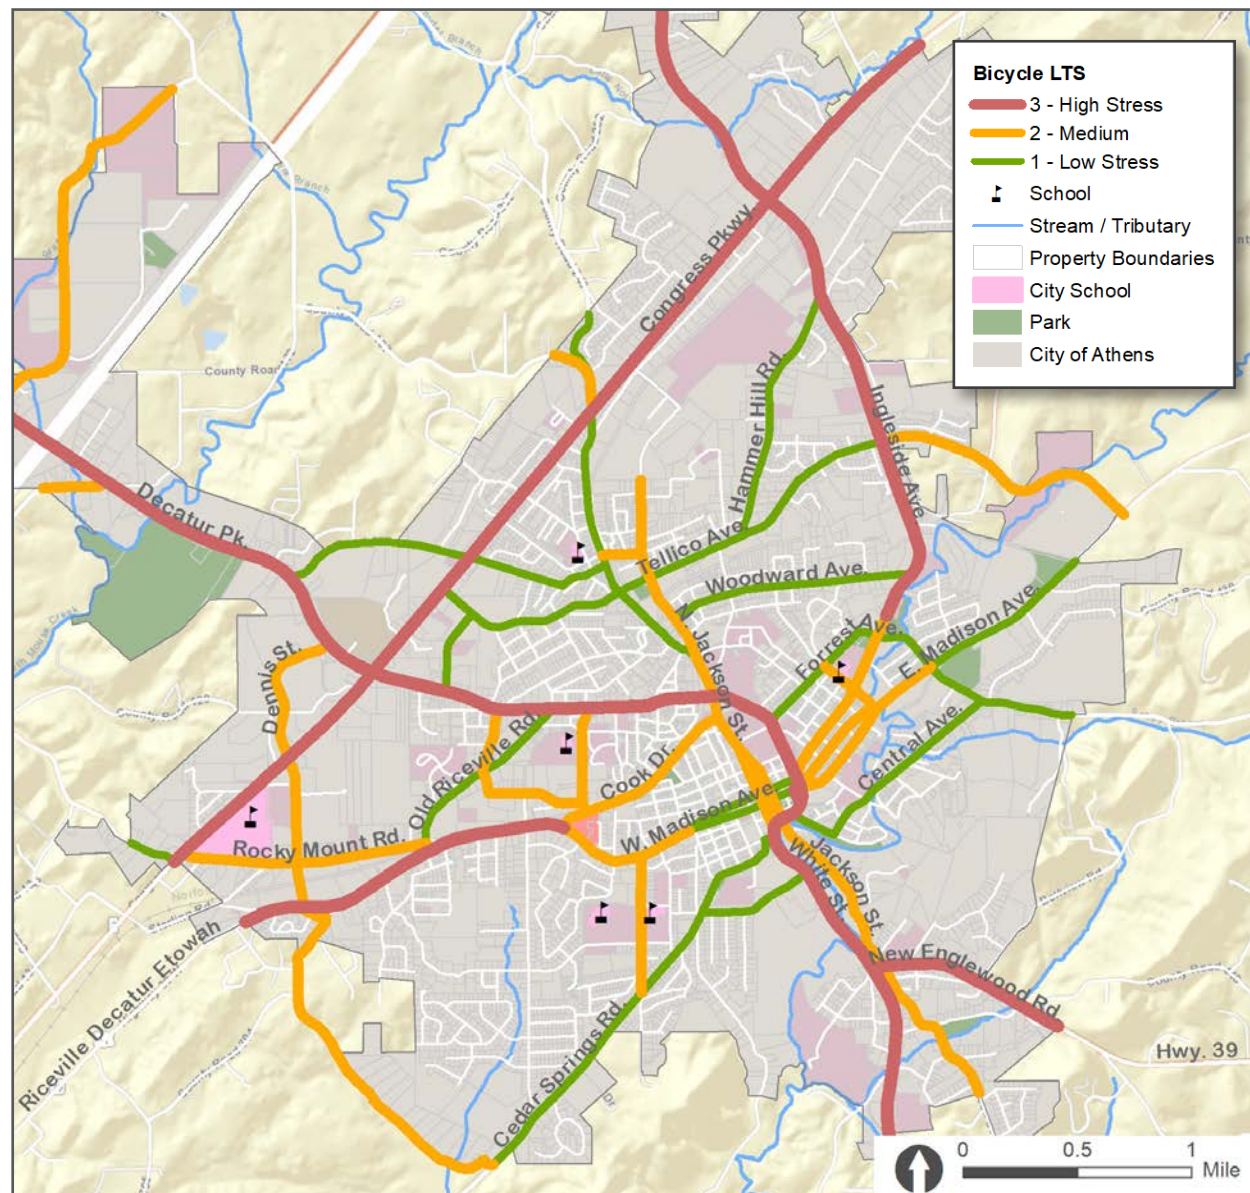 Bicycle LTS
3 - High Stress
2 - Medium
1 - Low Stress
School
Stream / Tributary
Property Boundaries
City School
Park
City of Athens
Congress Pkwy
County Road
Hammer Hill Rd.
Ingleside Ave.
Decatur Pk.
Tellico Ave.
Woodward Ave.
N. Jackson St.
Forrest Ave.
E. Madison Ave.
Dennis St.
Old Riceville Rd.
Cook Dr.
Central Ave.
W. Madison Ave.
Rocky Mount Rd.
White St.
Jackson St.
New Englewood Rd.
Riceville Decatur Etowah
Cedar Springs Rd.
Dr
Hwy. 39
0 0.5 1
Mile